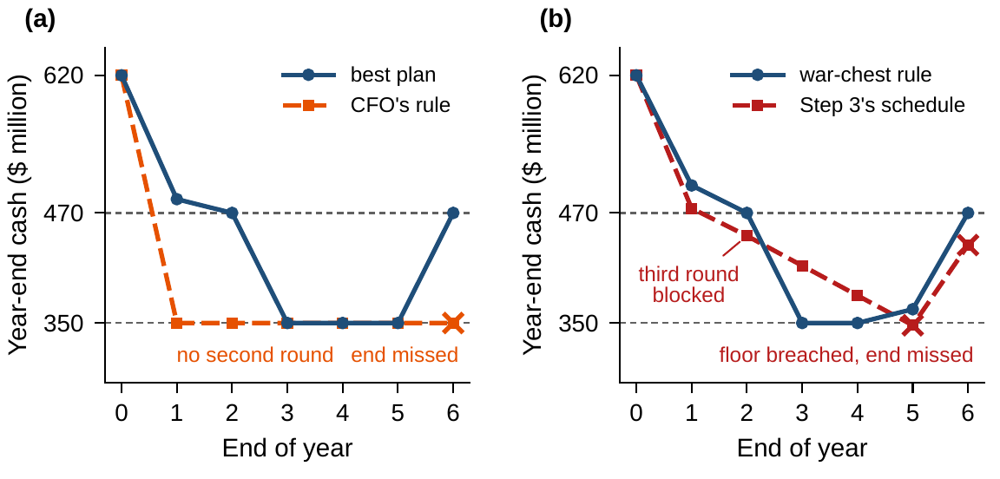 (a)
Year-end cash ($ million)
620
470
350
best plan
CFO's rule
no second round
end missed
0 1 2 3 4 5 6
End of year
(b)
Year-end cash ($ million)
620
470
350
war-chest rule
Step 3's schedule
third round
blocked
floor breached, end missed
0 1 2 3 4 5 6
End of year